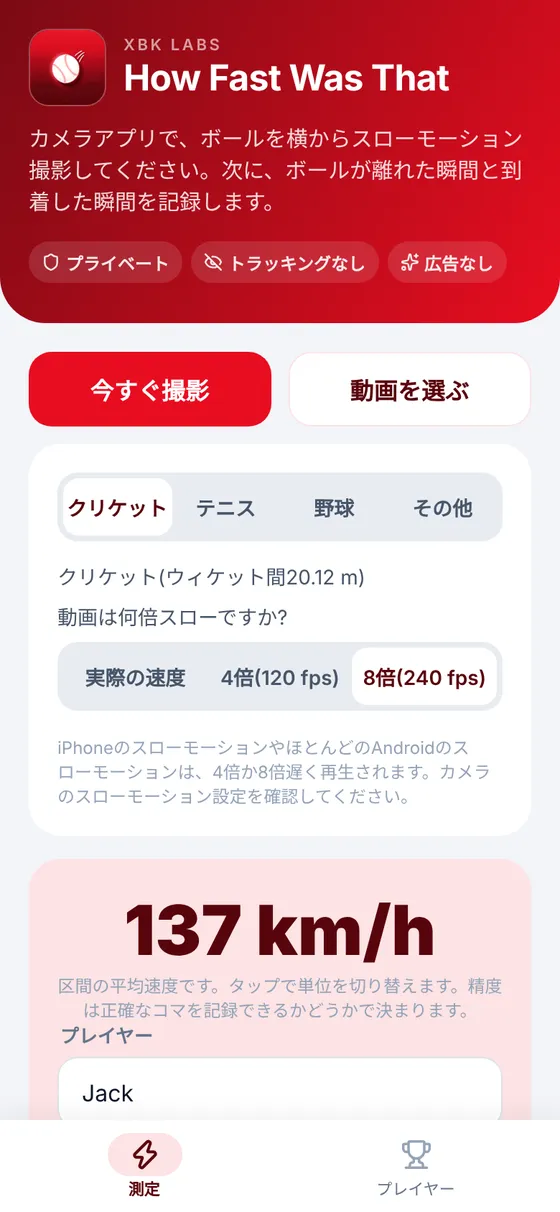 XBK LABS
How Fast Was That
カメラアプリで、ボールを横からスローモーション
撮影してください。次に、ボールが離れた瞬間と到
着した瞬間を記録します。
プライベート トラッキングなし 広告なし
今すぐ撮影 動画を選ぶ
クリケット テニス 野球 その他
クリケット(ウィケット間20.12 m)
動画は何倍スローですか?
実際の速度 4倍(120 fps) 8倍(240 fps)
iPhoneのスローモーションやほとんどのAndroidのス
ローモーションは、4倍か8倍遅く再生されます。カメラ
のスローモーション設定を確認してください。
137 km/h
区間の平均速度です。タップで単位を切り替えます。精度
は正確なコマを記録できるかどうかで決まります。
プレイヤー
Jack
測定 プレイヤー